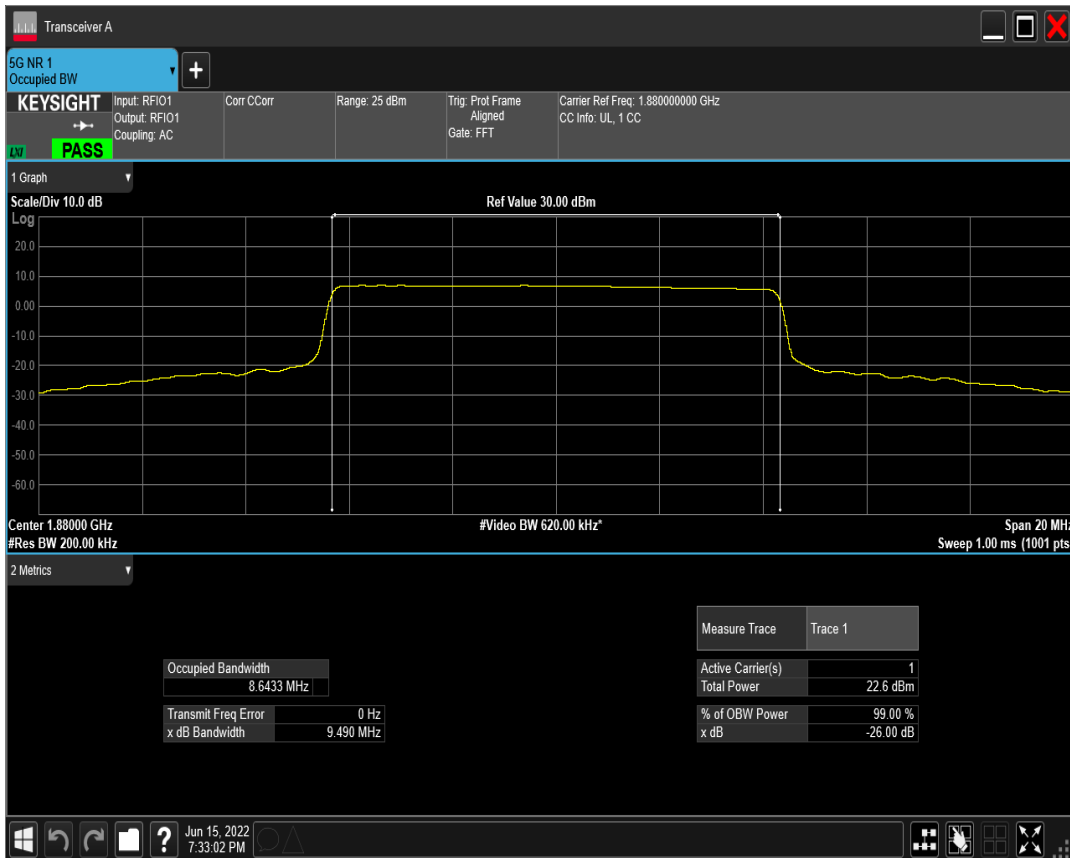 Transceiver A
5G NR 1
Occupied BW
KEYSIGHT
LXI
PASS
Input: RFIO1
Output: RFIO1
Coupling: AC
Corr CCorr
Range: 25 dBm
Trig: Prot Frame
Aligned
Gate: FFT
Carrier Ref Freq: 1.880000000 GHz
CC Info: UL, 1 CC
1 Graph
Scale/Div 10.0 dB
Ref Value 30.00 dBm
Log
20.0
10.0
0.00
-10.0
-20.0
-30.0
-40.0
-50.0
-60.0
Center 1.88000 GHz
#Video BW 620.00 kHz*
Span 20 MHz
#Res BW 200.00 kHz
Sweep 1.00 ms (1001 pts
2 Metrics
Measure Trace Trace 1
Occupied Bandwidth
8.6433 MHz
Active Carrier(s) 1
Total Power 22.6 dBm
Transmit Freq Error 0 Hz
x dB Bandwidth 9.490 MHz
% of OBW Power 99.00 %
x dB -26.00 dB
?
Jun 15, 2022
7:33:02 PM